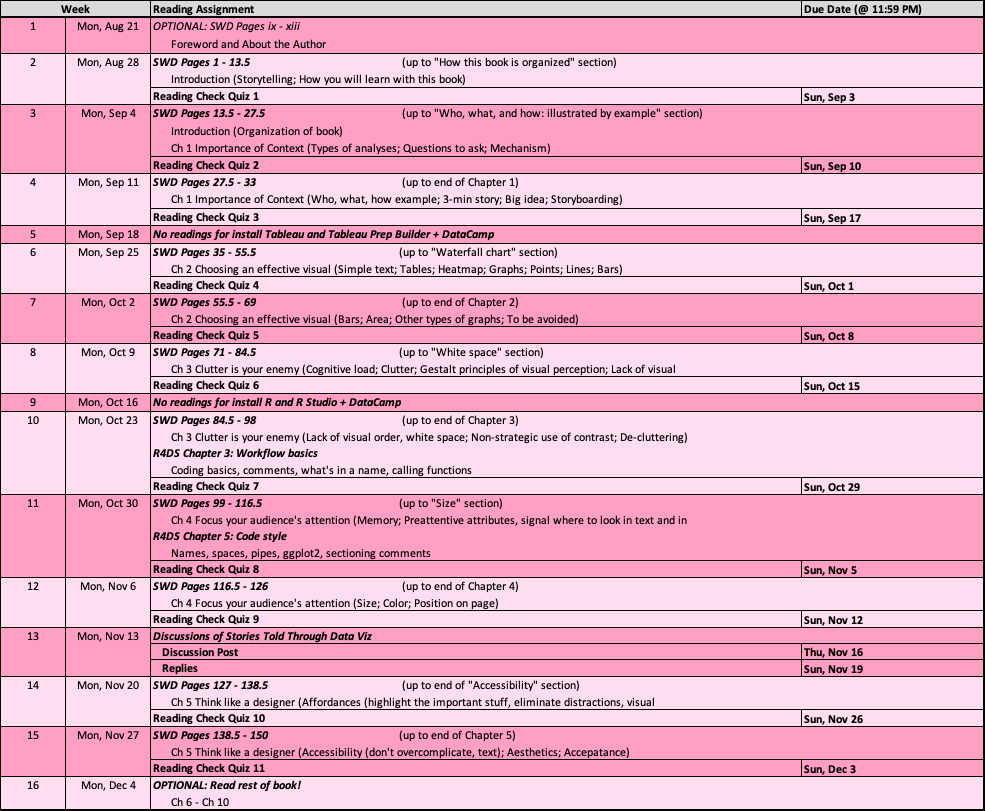 Week Reading Assignment Due Date (@ 11:59 PM)
1 Mon, Aug 21 OPTIONAL: SWD Pages ix - xiii
Foreword and About the Author
2 Mon, Aug 28 SWD Pages 1 - 13.5 (up to "How this book is organized" section)
Introduction (Storytelling; How you will learn with this book)
Reading Check Quiz 1 Sun, Sep 3
3 Mon, Sep 4 SWD Pages 13.5 - 27.5 (up to "Who, what, and how: illustrated by example" section)
Introduction (Organization of book)
Ch 1 Importance of Context (Types of analyses; Questions to ask; Mechanism)
Reading Check Quiz 2 Sun, Sep 10
4 Mon, Sep 11 SWD Pages 27.5 - 33 (up to end of Chapter 1)
Ch 1 Importance of Context (Who, what, how example; 3-min story; Big idea; Storyboarding)
Reading Check Quiz 3 Sun, Sep 17
5 Mon, Sep 18 No readings for install Tableau and Tableau Prep Builder + DataCamp
6 Mon, Sep 25 SWD Pages 35 - 55.5 (up to "Waterfall chart" section)
Ch 2 Choosing an effective visual (Simple text; Tables; Heatmap; Graphs; Points; Lines; Bars)
Reading Check Quiz 4 Sun, Oct 1
7 Mon, Oct 2 SWD Pages 55.5 - 69 (up to end of Chapter 2)
Ch 2 Choosing an effective visual (Bars; Area; Other types of graphs; To be avoided)
Reading Check Quiz 5 Sun, Oct 8
8 Mon, Oct 9 SWD Pages 71 - 84.5 (up to "White space" section)
Ch 3 Clutter is your enemy (Cognitive load; Clutter; Gestalt principles of visual perception; Lack of visual
Reading Check Quiz 6 Sun, Oct 15
9 Mon, Oct 16 No readings for install R and R Studio + DataCamp
10 Mon, Oct 23 SWD Pages 84.5 - 98 (up to end of Chapter 3)
Ch 3 Clutter is your enemy (Lack of visual order, white space; Non-strategic use of contrast; De-cluttering)
R4DS Chapter 3: Workflow basics
Coding basics, comments, what's in a name, calling functions
Reading Check Quiz 7 Sun, Oct 29
11 Mon, Oct 30 SWD Pages 99 - 116.5 (up to "Size" section)
Ch 4 Focus your audience's attention (Memory; Preattentive attributes, signal where to look in text and in
R4DS Chapter 5: Code style
Names, spaces, pipes, ggplot2, sectioning comments
Reading Check Quiz 8 Sun, Nov 5
12 Mon, Nov 6 SWD Pages 116.5 - 126 (up to end of Chapter 4)
Ch 4 Focus your audience's attention (Size; Color; Position on page)
Reading Check Quiz 9 Sun, Nov 12
13 Mon, Nov 13 Discussions of Stories Told Through Data Viz
Discussion Post Thu, Nov 16
Replies Sun, Nov 19
14 Mon, Nov 20 SWD Pages 127 - 138.5 (up to end of "Accessibility" section)
Ch 5 Think like a designer (Affordances (highlight the important stuff, eliminate distractions, visual
Reading Check Quiz 10 Sun, Nov 26
15 Mon, Nov 27 SWD Pages 138.5 - 150 (up to end of Chapter 5)
Ch 5 Think like a designer (Accessibility (don't overcomplicate, text); Aesthetics; Accepatance)
Reading Check Quiz 11 Sun, Dec 3
16 Mon, Dec 4 OPTIONAL: Read rest of book!
Ch 6 - Ch 10